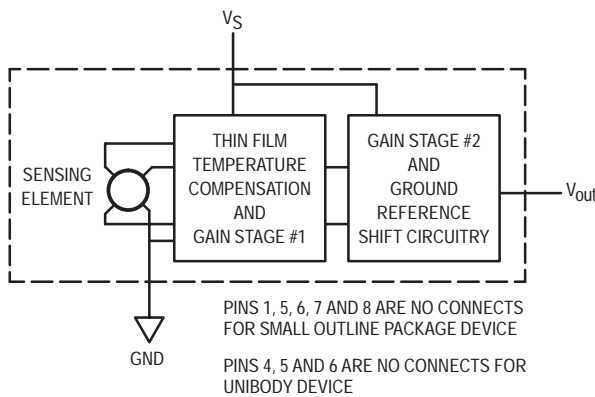 VS
SENSING
ELEMENT
THIN FILM
TEMPERATURE
COMPENSATION
AND
GAIN STAGE #1
GAIN STAGE #2
AND
GROUND
REFERENCE
SHIFT CIRCUITRY
Vout
GND
PINS 1, 5, 6, 7 AND 8 ARE NO CONNECTS
FOR SMALL OUTLINE PACKAGE DEVICE
PINS 4, 5 AND 6 ARE NO CONNECTS FOR
UNIBODY DEVICE